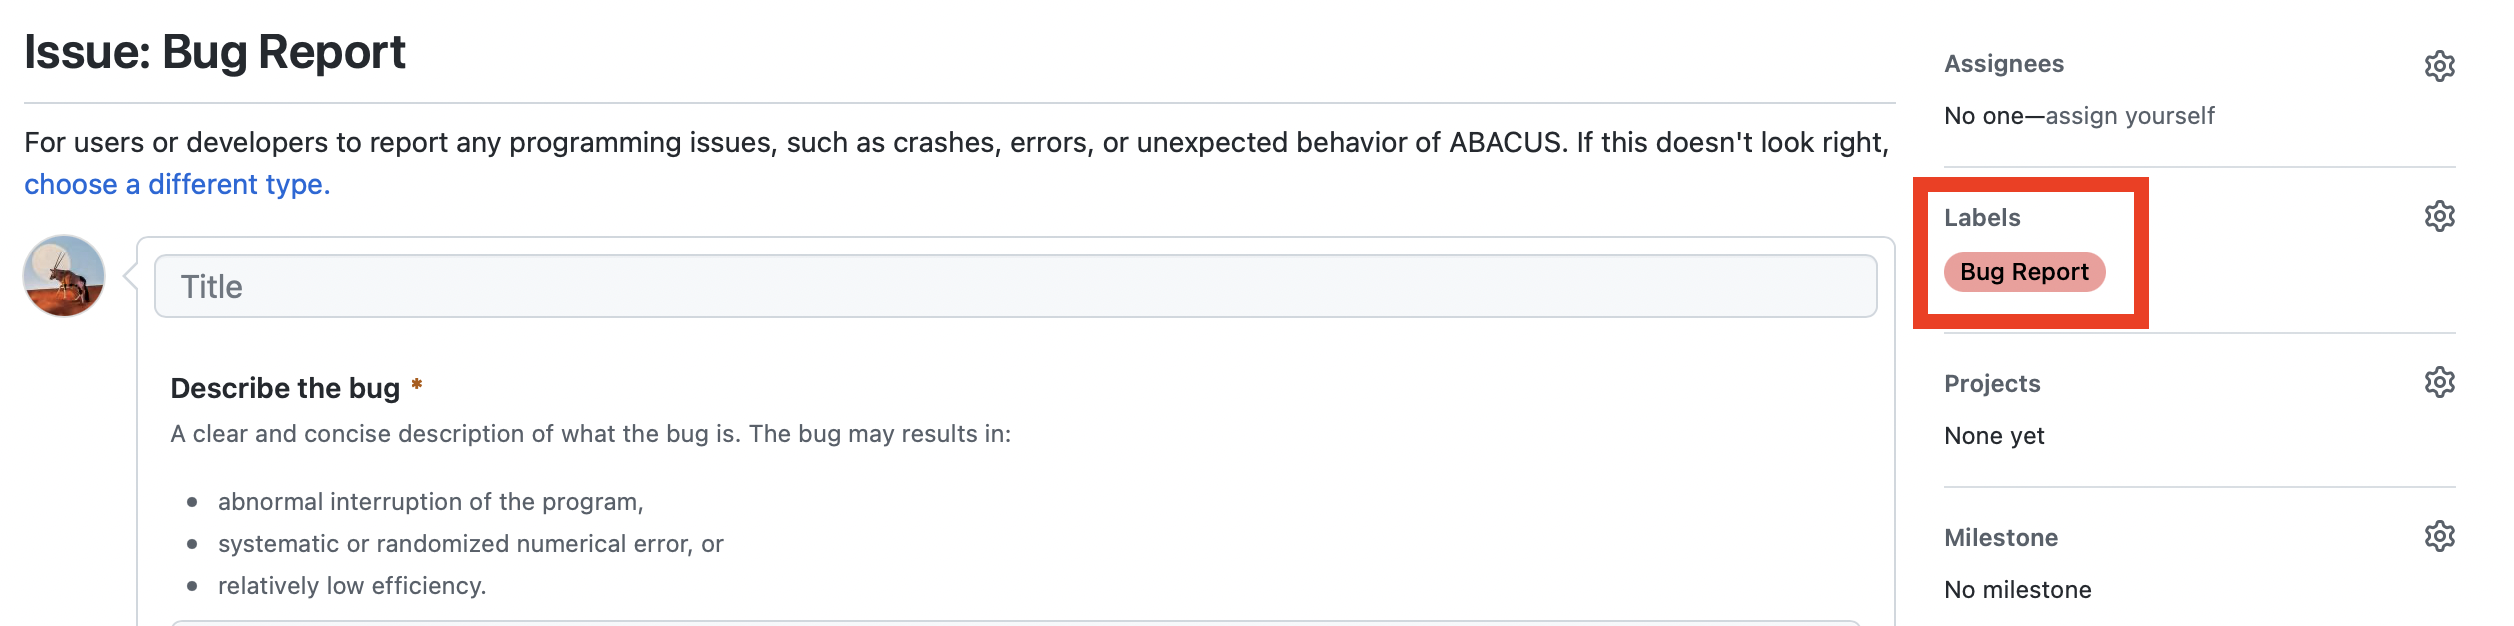 Issue: Bug Report
For users or developers to report any programming issues, such as crashes, errors, or unexpected behavior of ABACUS. If this doesn't look right,
choose a different type.
Title
Describe the bug *
A clear and concise description of what the bug is. The bug may results in:
• abnormal interruption of the program,
• systematic or randomized numerical error, or
• relatively low efficiency.
Assignees
No one—assign yourself
Labels
Bug Report
Projects
None yet
Milestone
No milestone